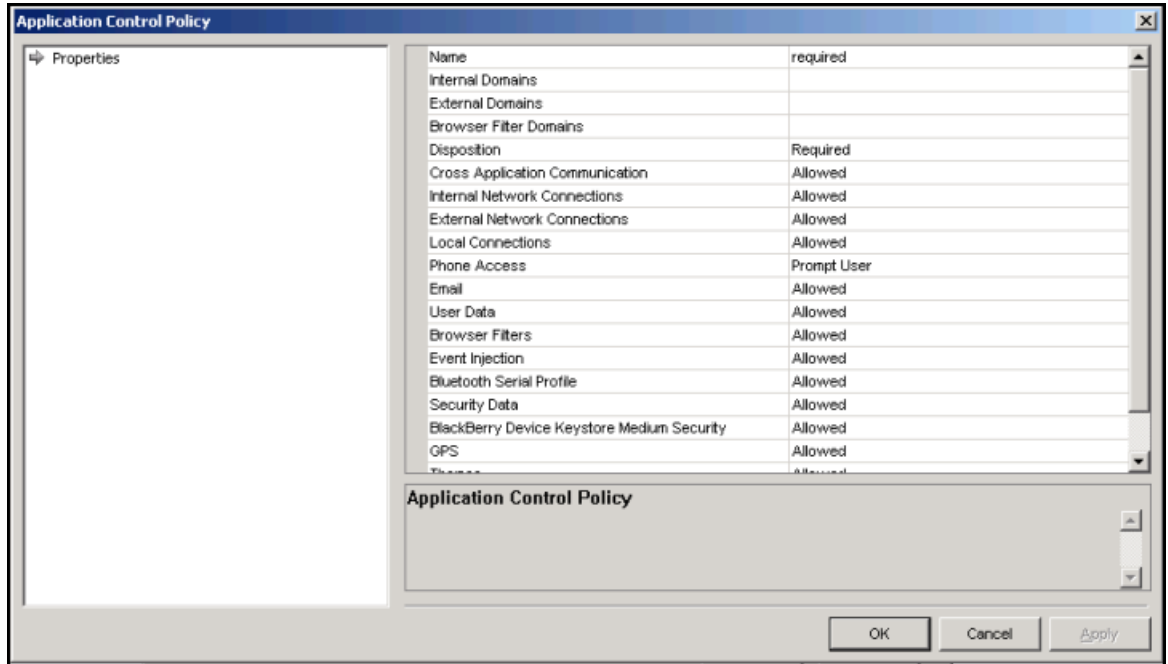 Application Control Policy
Properties
Name required
Internal Domains
External Domains
Browser Filter Domains
Disposition Required
Cross Application Communication Allowed
Internal Network Connections Allowed
External Network Connections Allowed
Local Connections Allowed
Phone Access Prompt User
Email Allowed
User Data Allowed
Browser Filters Allowed
Event Injection Allowed
Bluetooth Serial Profile Allowed
Security Data Allowed
BlackBerry Device Keystore Medium Security Allowed
GPS Allowed
Application Control Policy
OK Cancel Apply